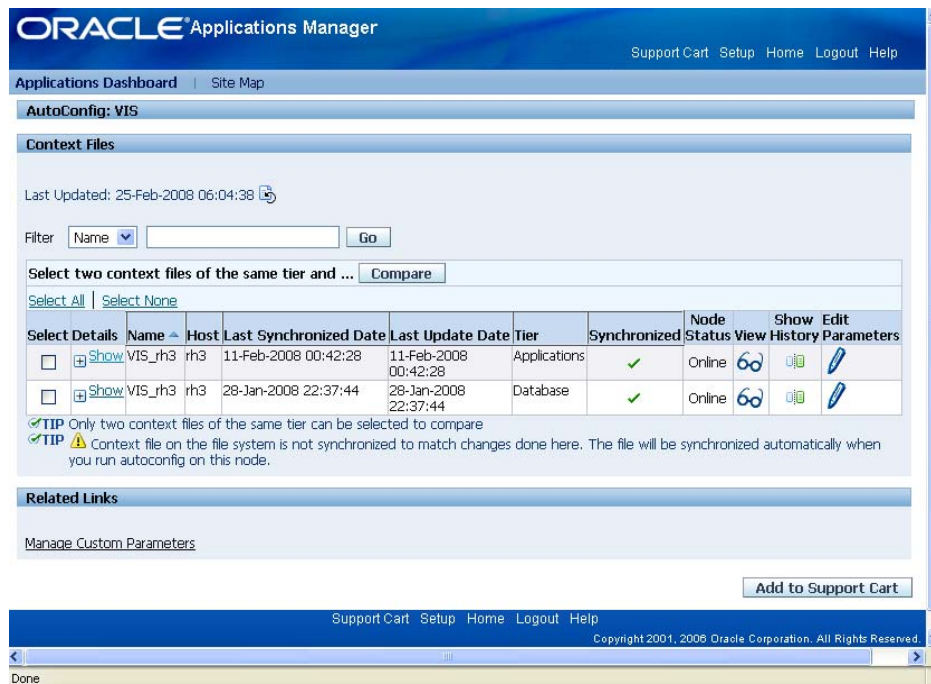 ORACLE Applications Manager
Support Cart Setup Home Logout Help
Applications Dashboard | Site Map
AutoConfig: VIS
Context Files
Last Updated: 25-Feb-2008 06:04:38
Filter Name Go
Select two context files of the same tier and ... Compare
Select All | Select None
Select Details Name Host Last Synchronized Date Last Update Date Tier Synchronized Node Status View Show History Edit Parameters
Show VIS_rh3 rh3 11-Feb-2008 00:42:28 11-Feb-2008 00:42:28 Applications Online
Show VIS_rh3 rh3 28-Jan-2008 22:37:44 28-Jan-2008 22:37:44 Database Online
TIP Only two context files of the same tier can be selected to compare
TIP Context file on the file system is not synchronized to match changes done here. The file will be synchronized automatically when
you run autoconfig on this node.
Related Links
Manage Custom Parameters
Add to Support Cart
Support Cart Setup Home Logout Help
Copyright 2001, 2006 Oracle Corporation. All Rights Reserved.
Done